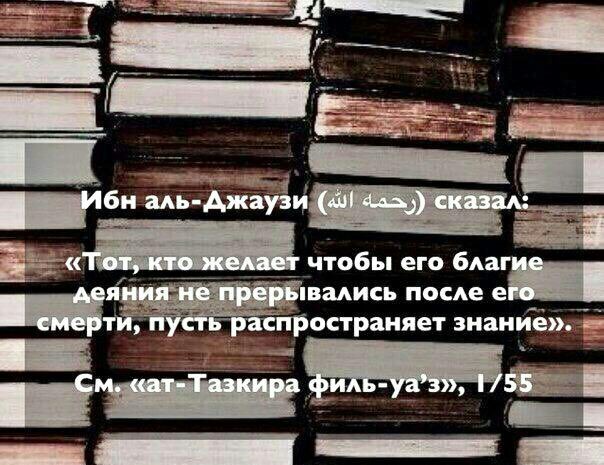 Ибн аль-Джаузи (رحمه الله) сказал:
«Тот, кто желает чтобы его благие
деяния не прерывались после его
смерти, пусть распространяет знание».
См. «ат-Тазкира филь-уа’з», 1/55